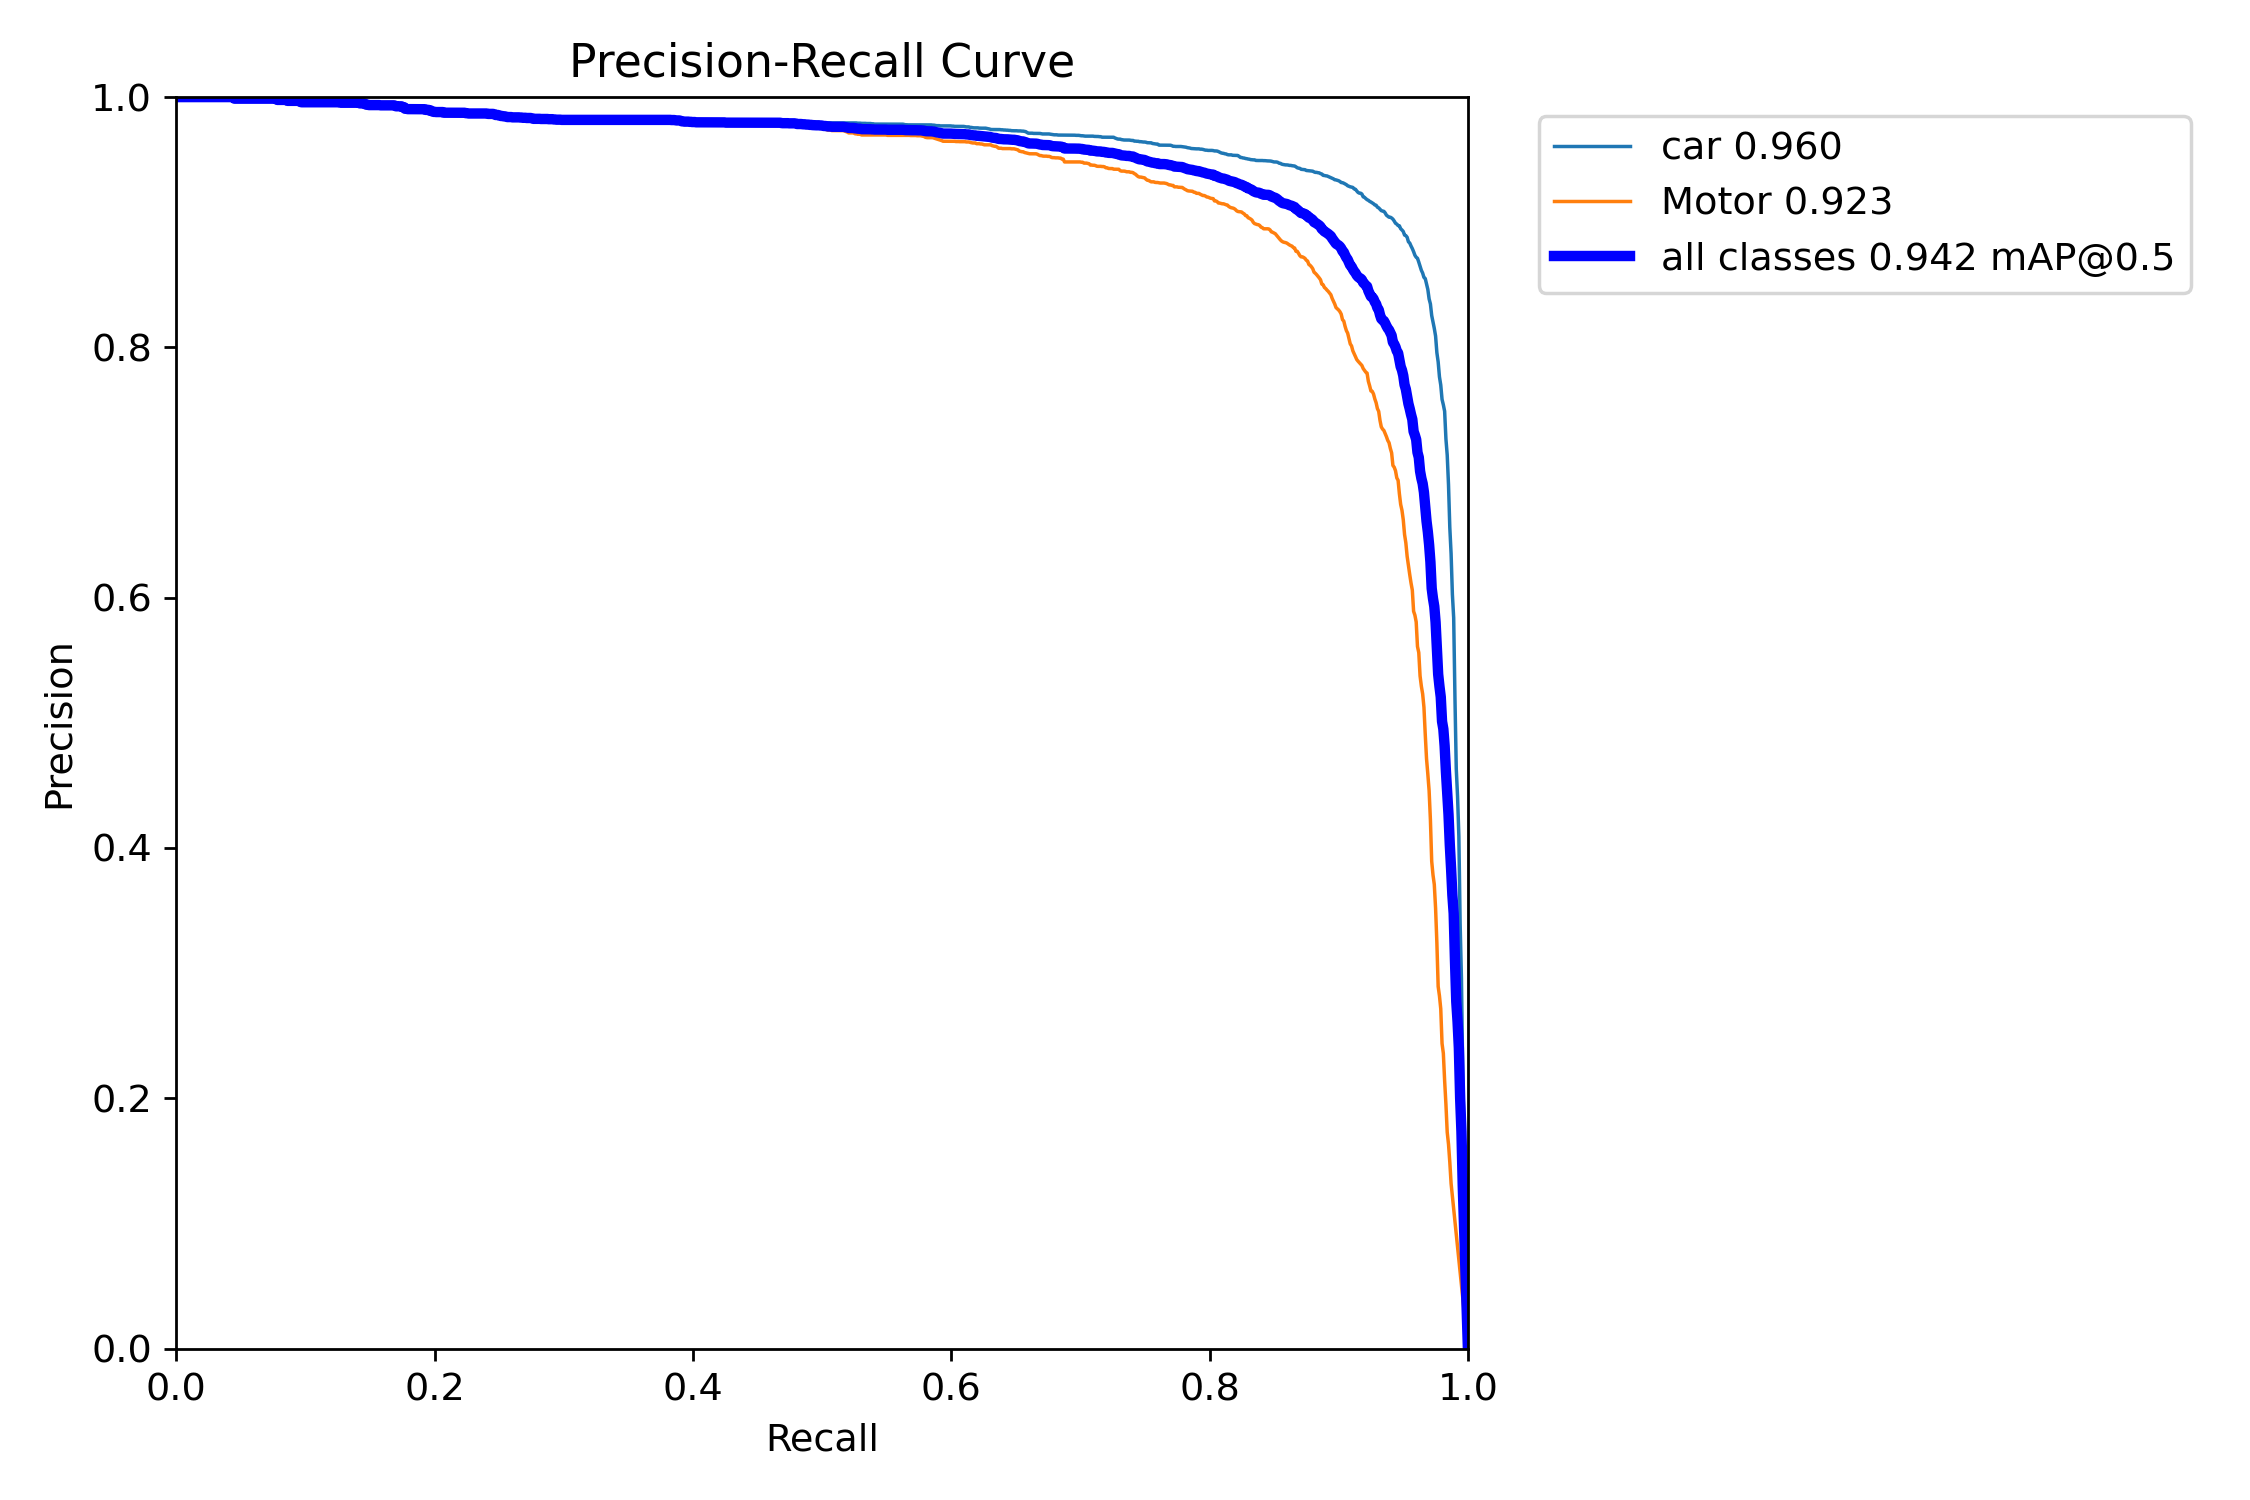 Precision-Recall Curve
1.0
0.8
0.6
0.4
0.2
0.0
Precision
0.0 0.2 0.4 0.6 0.8 1.0
Recall
car 0.960
Motor 0.923
all classes 0.942 mAP@0.5